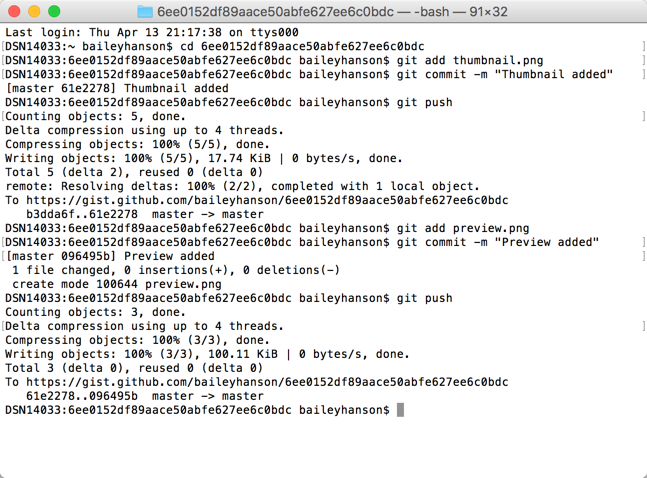 6ee0152df89aace50abfe627ee6c0bdc — -bash — 91×32
Last login: Thu Apr 13 21:17:38 on ttys000
[DSN14033:~ baileyhanson$ cd 6ee0152df89aace50abfe627ee6c0bdc ]
[DSN14033:6ee0152df89aace50abfe627ee6c0bdc baileyhanson$ git add thumbnail.png ]
[DSN14033:6ee0152df89aace50abfe627ee6c0bdc baileyhanson$ git commit -m "Thumbnail added" ]
[master 61e2278] Thumbnail added
DSN14033:6ee0152df89aace50abfe627ee6c0bdc baileyhanson$ git push
[Counting objects: 5, done. ]
Delta compression using up to 4 threads.
Compressing objects: 100% (5/5), done.
Writing objects: 100% (5/5), 17.74 KiB | 0 bytes/s, done.
Total 5 (delta 2), reused 0 (delta 0)
remote: Resolving deltas: 100% (2/2), completed with 1 local object.
To https://gist.github.com/baileyhanson/6ee0152df89aace50abfe627ee6c0bdc
b3dda6f..61e2278 master -> master
DSN14033:6ee0152df89aace50abfe627ee6c0bdc baileyhanson$ git add preview.png
[DSN14033:6ee0152df89aace50abfe627ee6c0bdc baileyhanson$ git commit -m "Preview added" ]
[[master 096495b] Preview added ]
1 file changed, 0 insertions(+), 0 deletions(-)
create mode 100644 preview.png
DSN14033:6ee0152df89aace50abfe627ee6c0bdc baileyhanson$ git push
Counting objects: 3, done.
[Delta compression using up to 4 threads. ]
Compressing objects: 100% (3/3), done.
Writing objects: 100% (3/3), 100.11 KiB | 0 bytes/s, done.
Total 3 (delta 0), reused 0 (delta 0)
To https://gist.github.com/baileyhanson/6ee0152df89aace50abfe627ee6c0bdc
61e2278..096495b master -> master
DSN14033:6ee0152df89aace50abfe627ee6c0bdc baileyhanson$